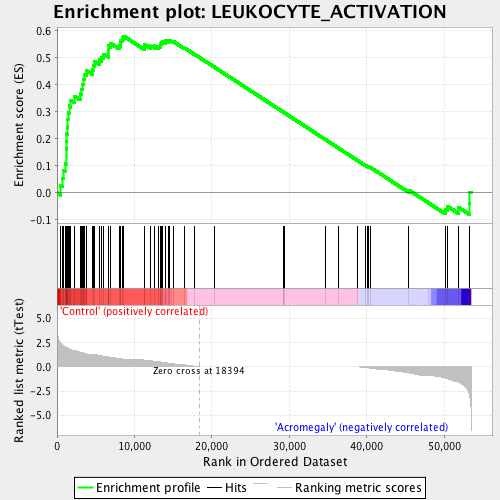 Enrichment plot: LEUKOCYTE_ACTIVATION
Enrichment score (ES)
0.6
0.5
0.4
0.3
0.2
0.1
0.0
-0.1
'Control' (positively correlated)
Ranked list metric (tTest)
5.0
2.5
0.0
-2.5
-5.0
Zero cross at 18394
'Acromegaly' (negatively correlated)
0 10,000 20,000 30,000 40,000 50,000
Rank in Ordered Dataset
Enrichment profile Hits Ranking metric scores